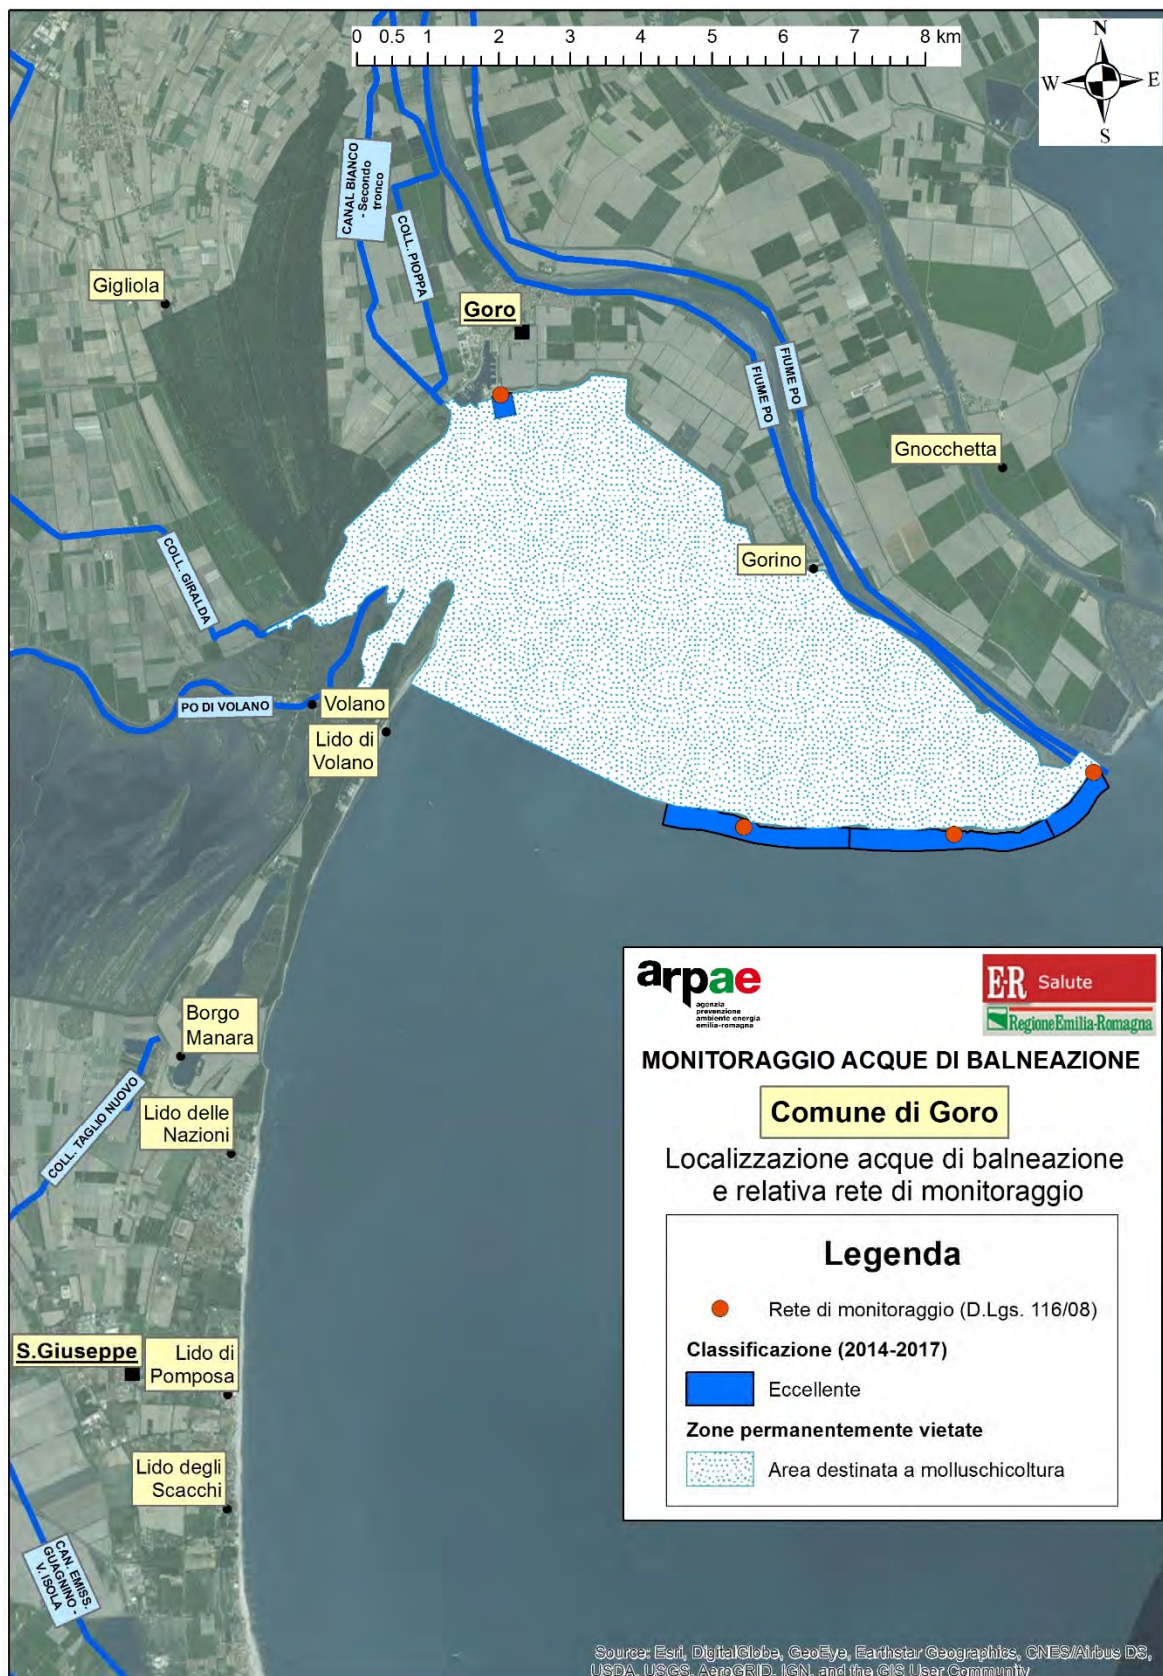 0 0.5 1 2 3 4 5 6 7 8 km
N
W E
S
CANAL BIANCO
- Secondo
tronco
COLL. PIOPPA
Gigliola
Goro
FIUME PO
FIUME PO
Gnocchetta
Gorino
COLL. GIRALDA
PO DI VOLANO
Volano
Lido di
Volano
Borgo
Manara
COLL. TAGLIO NUOVO
Lido delle
Nazioni
S.Giuseppe
Lido di
Pomposa
Lido degli
Scacchi
CAN. EMISS.
GUAGNINO -
V. ISOLA
arpae
agenzia
prevenzione
ambiente energia
emilia-romagna
E-R Salute
RegioneEmilia-Romagna
MONITORAGGIO ACQUE DI BALNEAZIONE
Comune di Goro
Localizzazione acque di balneazione
e relativa rete di monitoraggio
Legenda
Rete di monitoraggio (D.Lgs. 116/08)
Classificazione (2014-2017)
Eccellente
Zone permanentemente vietate
Area destinata a molluschicoltura
Source: Esri, DigitalGlobe, GeoEye, Earthstar Geographics, CNES/Airbus DS,
USDA, USGS, AeroGRID, IGN, and the GIS User Community